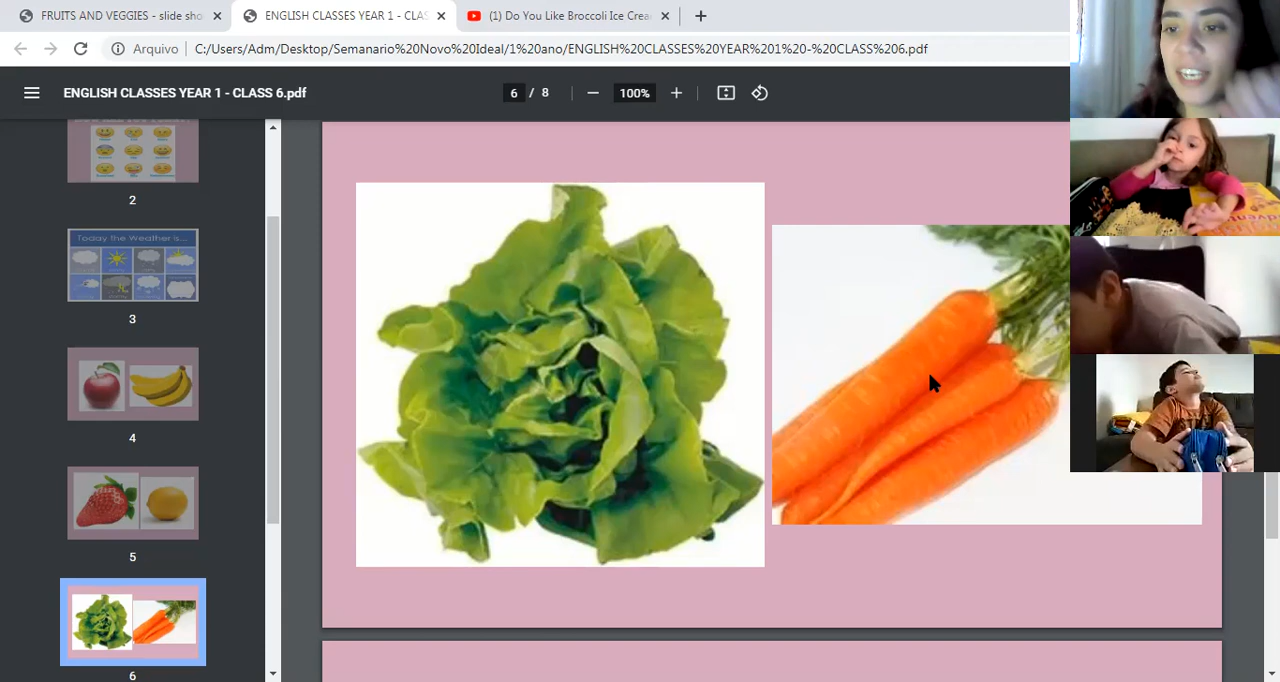 FRUITS AND VEGGIES - slide sho
ENGLISH CLASSES YEAR 1 - CLAS
(1) Do You Like Broccoli Ice Crea
Arquivo
C:/Users/Adm/Desktop/Semanario%20Novo%20Ideal/1%20ano/ENGLISH%20CLASSES%20YEAR%201%20-%20CLASS%206.pdf
ENGLISH CLASSES YEAR 1 - CLASS 6.pdf
6 / 8
100%
2
Today the Weather is...
3
4
5
6